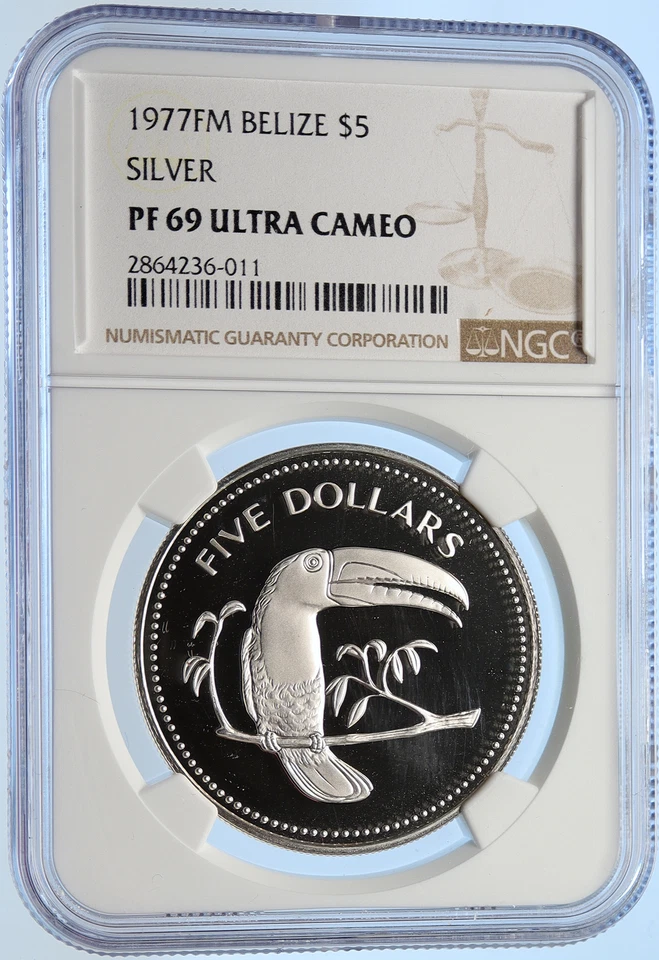 1977FM BELIZE $5
SILVER
PF 69 ULTRA CAMEO
2864236-011
NUMISMATIC GUARANTY CORPORATION
NGC
FIVE DOLLARS